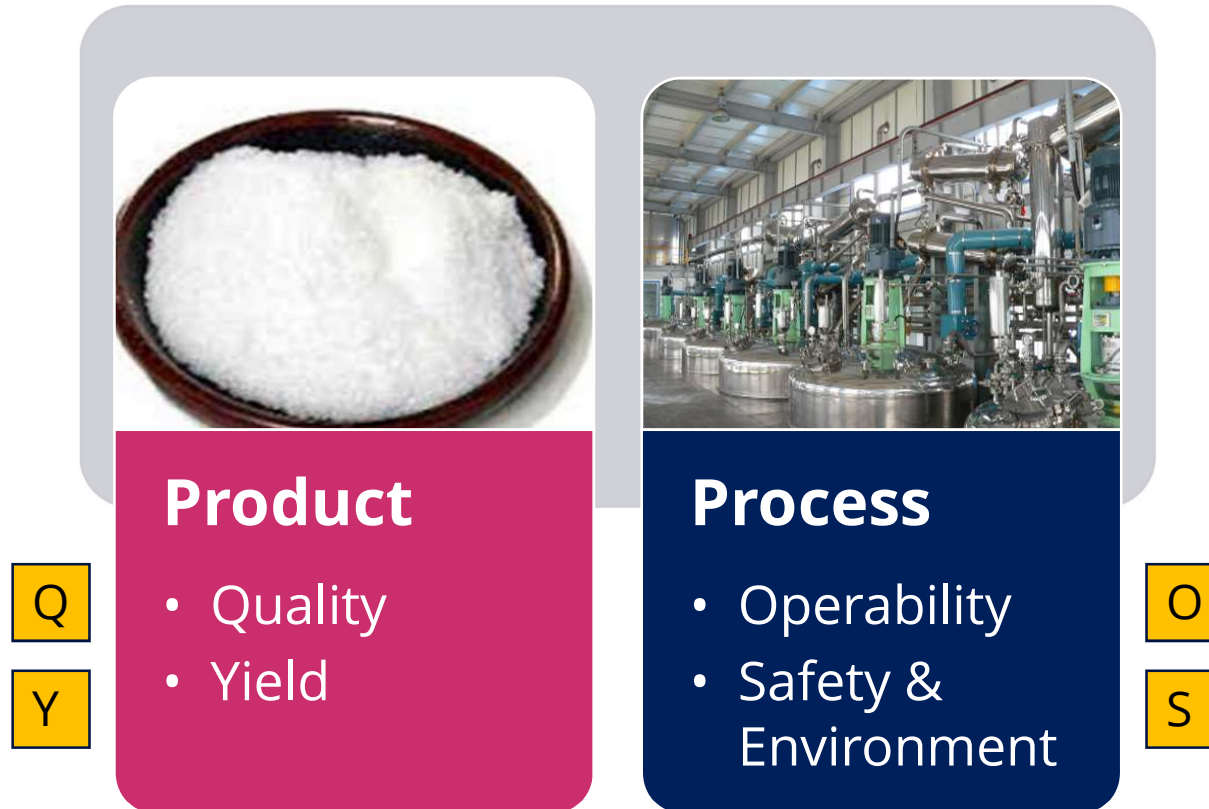 Product
• Quality
• Yield
Q
Y
Process
• Operability
• Safety &
Environment
O
S